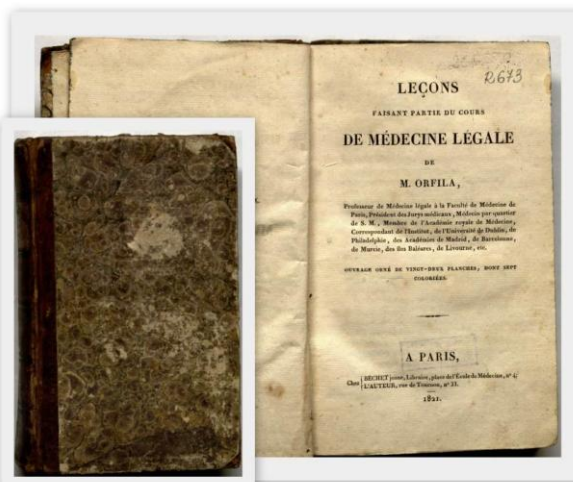 R673
LEÇONS
FAISANT PARTIE DU COURS
DE MÉDECINE LÉGALE
DE
M. ORFILA,
Professeur de Médecine légale à la Faculté de Médecine de
Paris, Président des Jurys médicaux, Médecin par quartier
de S. M., Membre de l'Académie royale de Médecine,
Correspondant de l'Institut, de l'Université de Dublin, de
Philadelphie, des Académies de Madrid, de Barcelonne,
de Murcie, des îles Baléares, de Livourne, etc.
OUVRAGE ORNÉ DE VINGT-DEUX PLANCHES, DONT SEPT
COLORIÉES.
A PARIS,
Chez BÉCHET jeune, Libraire, place de l'École de Médecine, n° 4;
L'AUTEUR, rue de Tournon, n°
1821.